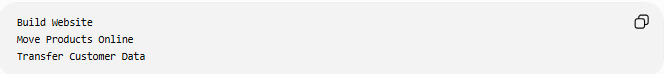 Build Website
Move Products Online
Transfer Customer Data